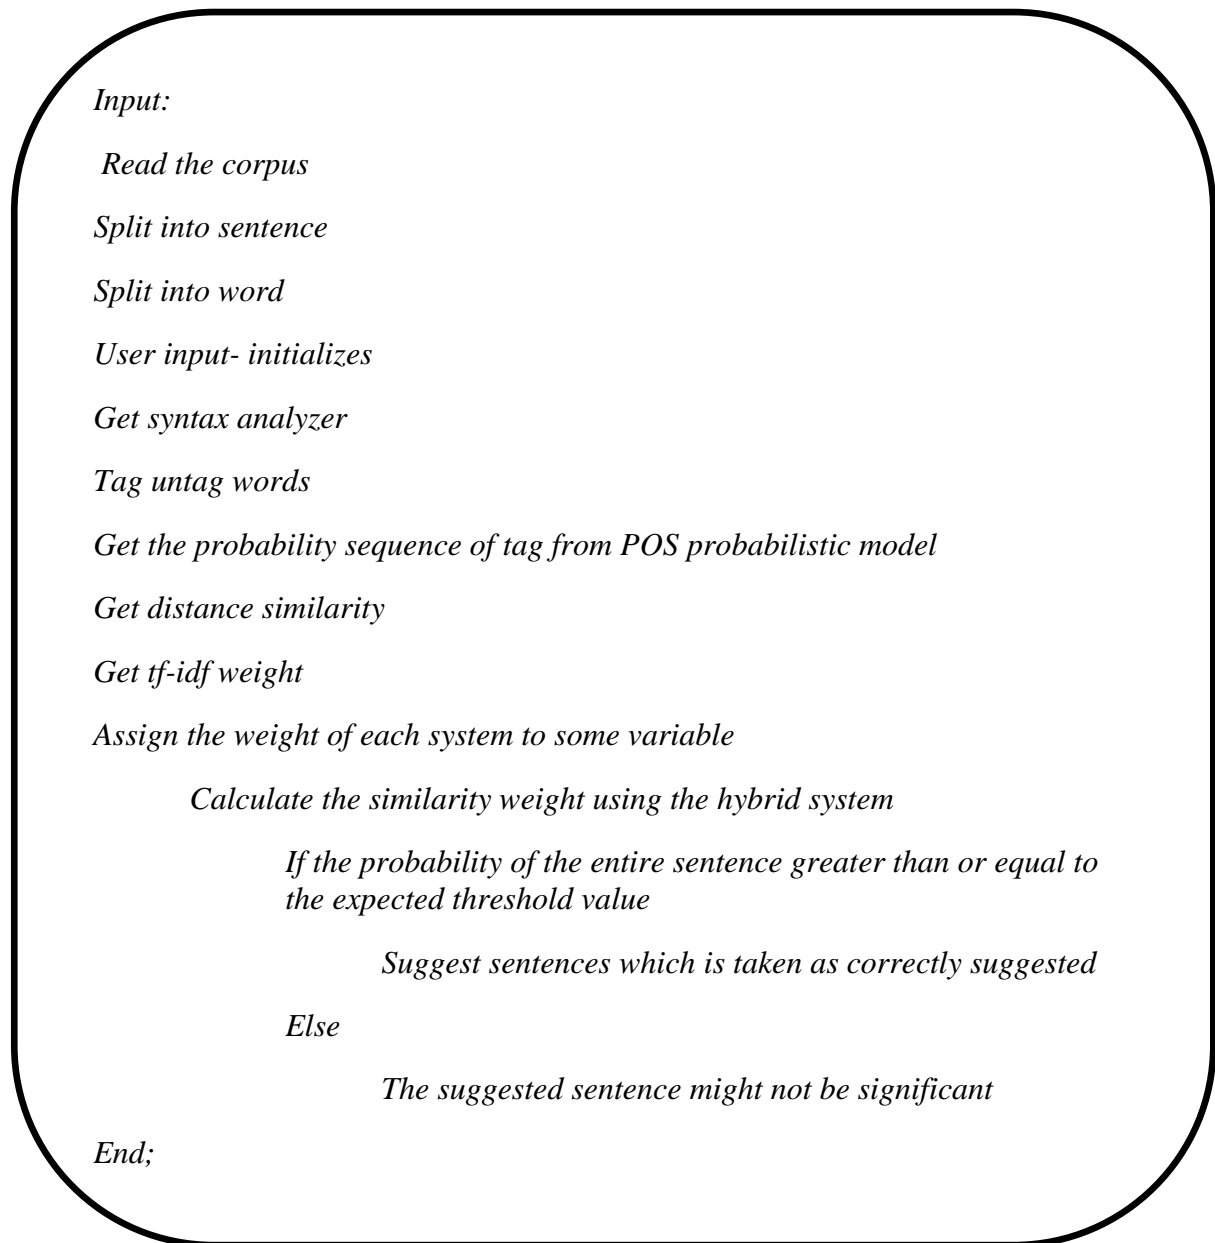 Input:
Read the corpus
Split into sentence
Split into word
User input- initializes
Get syntax analyzer
Tag untag words
Get the probability sequence of tag from POS probabilistic model
Get distance similarity
Get tf-idf weight
Assign the weight of each system to some variable
Calculate the similarity weight using the hybrid system
If the probability of the entire sentence greater than or equal to
the expected threshold value
Suggest sentences which is taken as correctly suggested
Else
The suggested sentence might not be significant
End;